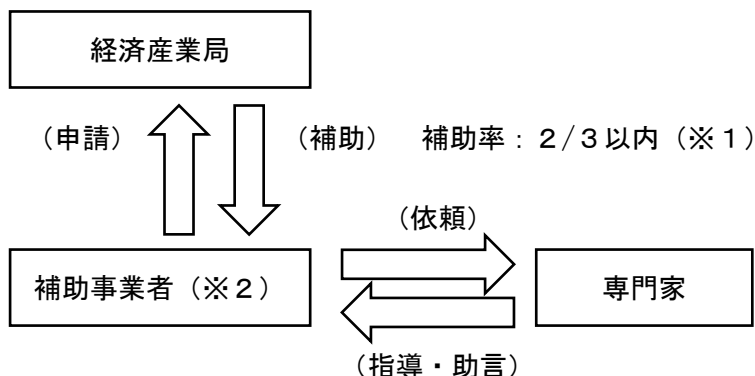 経済産業局
（申請）
（補助）　補助率：２/３以内（※１）
（依頼）
補助事業者（※２）
専門家
（指導・助言）